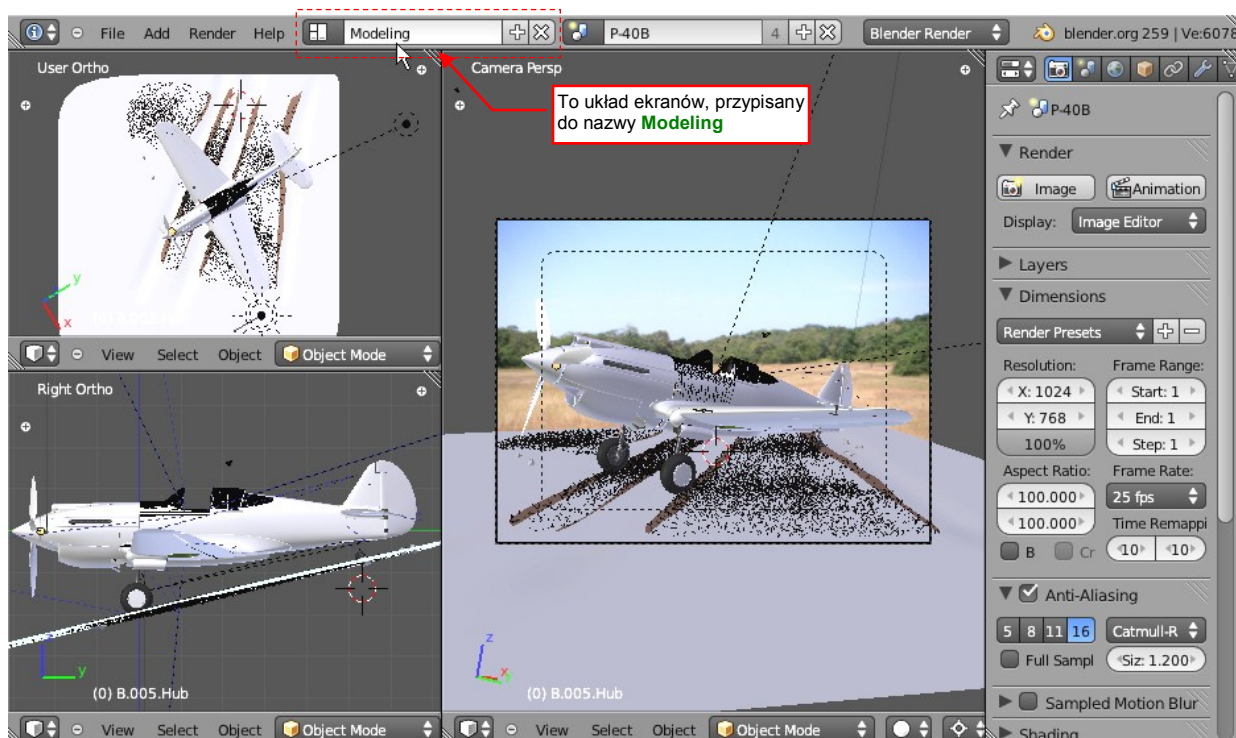 File Add Render Help Modeling P-40B 4 Blender Render blender.org 259 | Ve:6078
User Ortho
Camera Persp
To układ ekranów, przypisany
do nazwy Modeling
View Select Object Object Mode
Right Ortho
y
x
(0) B.005.Hub
z
y
(0) B.005.Hub
View Select Object Object Mode
z
x
(0) B.005.Hub
View Select Object Object Mode
P-40B
Render
Image Animation
Display: Image Editor
Layers
Dimensions
Render Presets
Resolution: Frame Range:
X: 1024 Start: 1
Y: 768 End: 1
100% Step: 1
Aspect Ratio: Frame Rate:
100.000 25 fps
100.000 Time Remappi
B Cr 10 10
Anti-Aliasing
5 8 11 16 Catmull-R
Full Sampl Siz: 1.200
Sampled Motion Blur
Shading